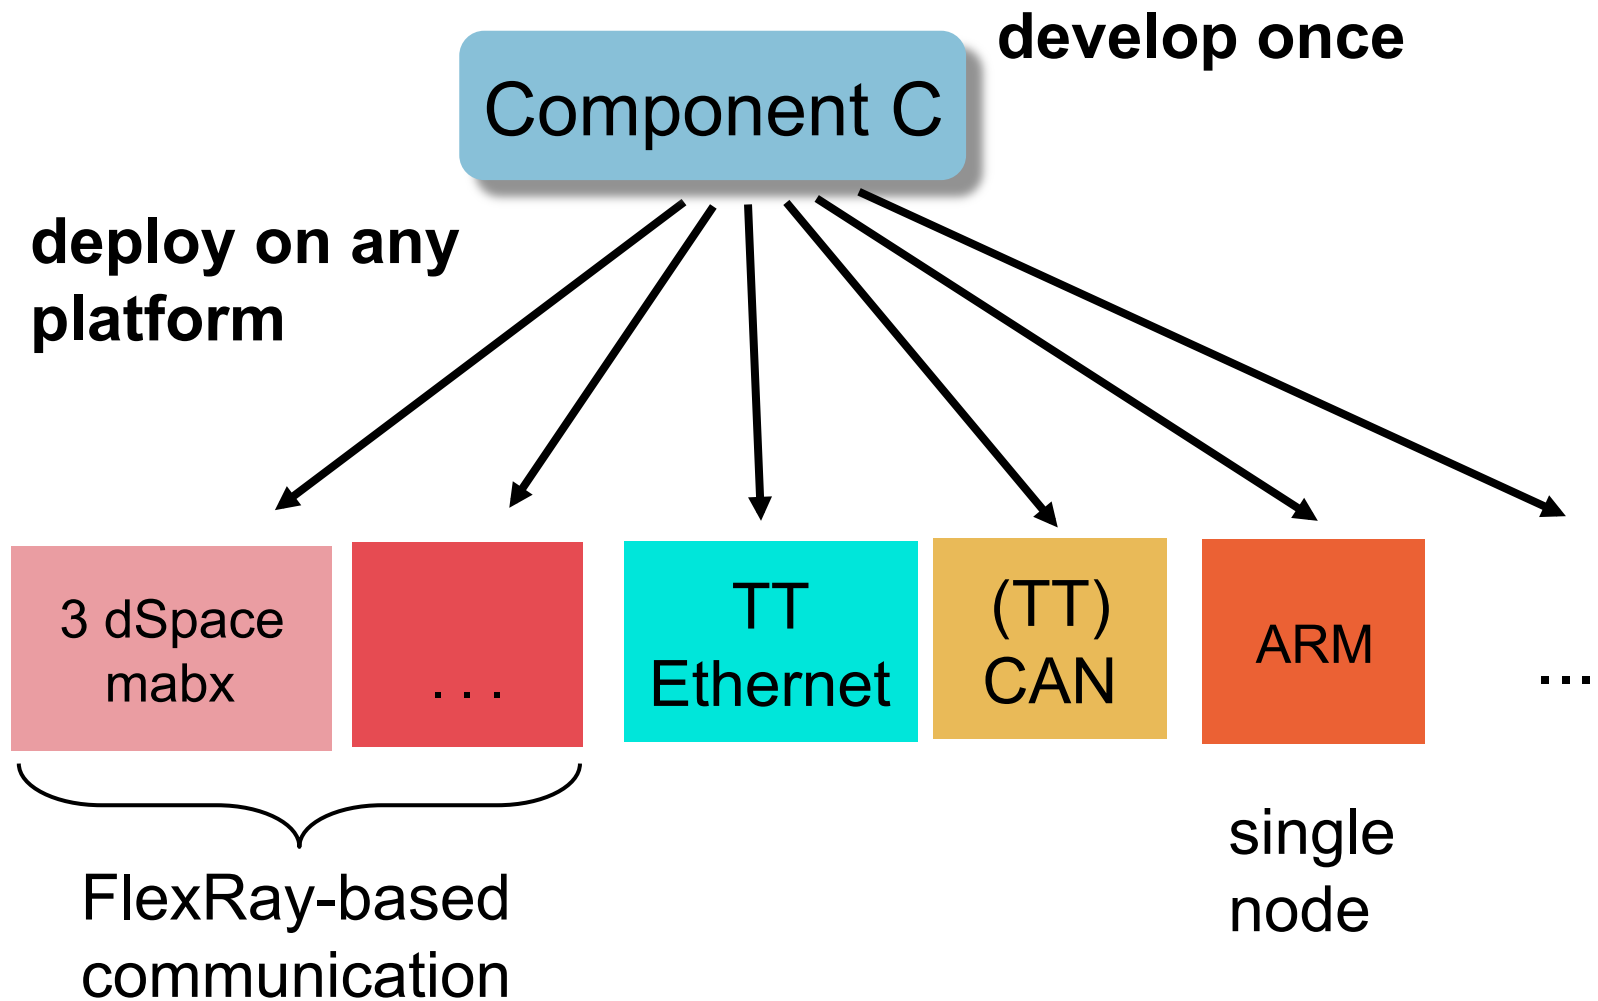 develop once
Component C
deploy on any
platform
3 dSpace
mabx
. . .
TT
Ethernet
(TT)
CAN
ARM
...
FlexRay-based
communication
single
node